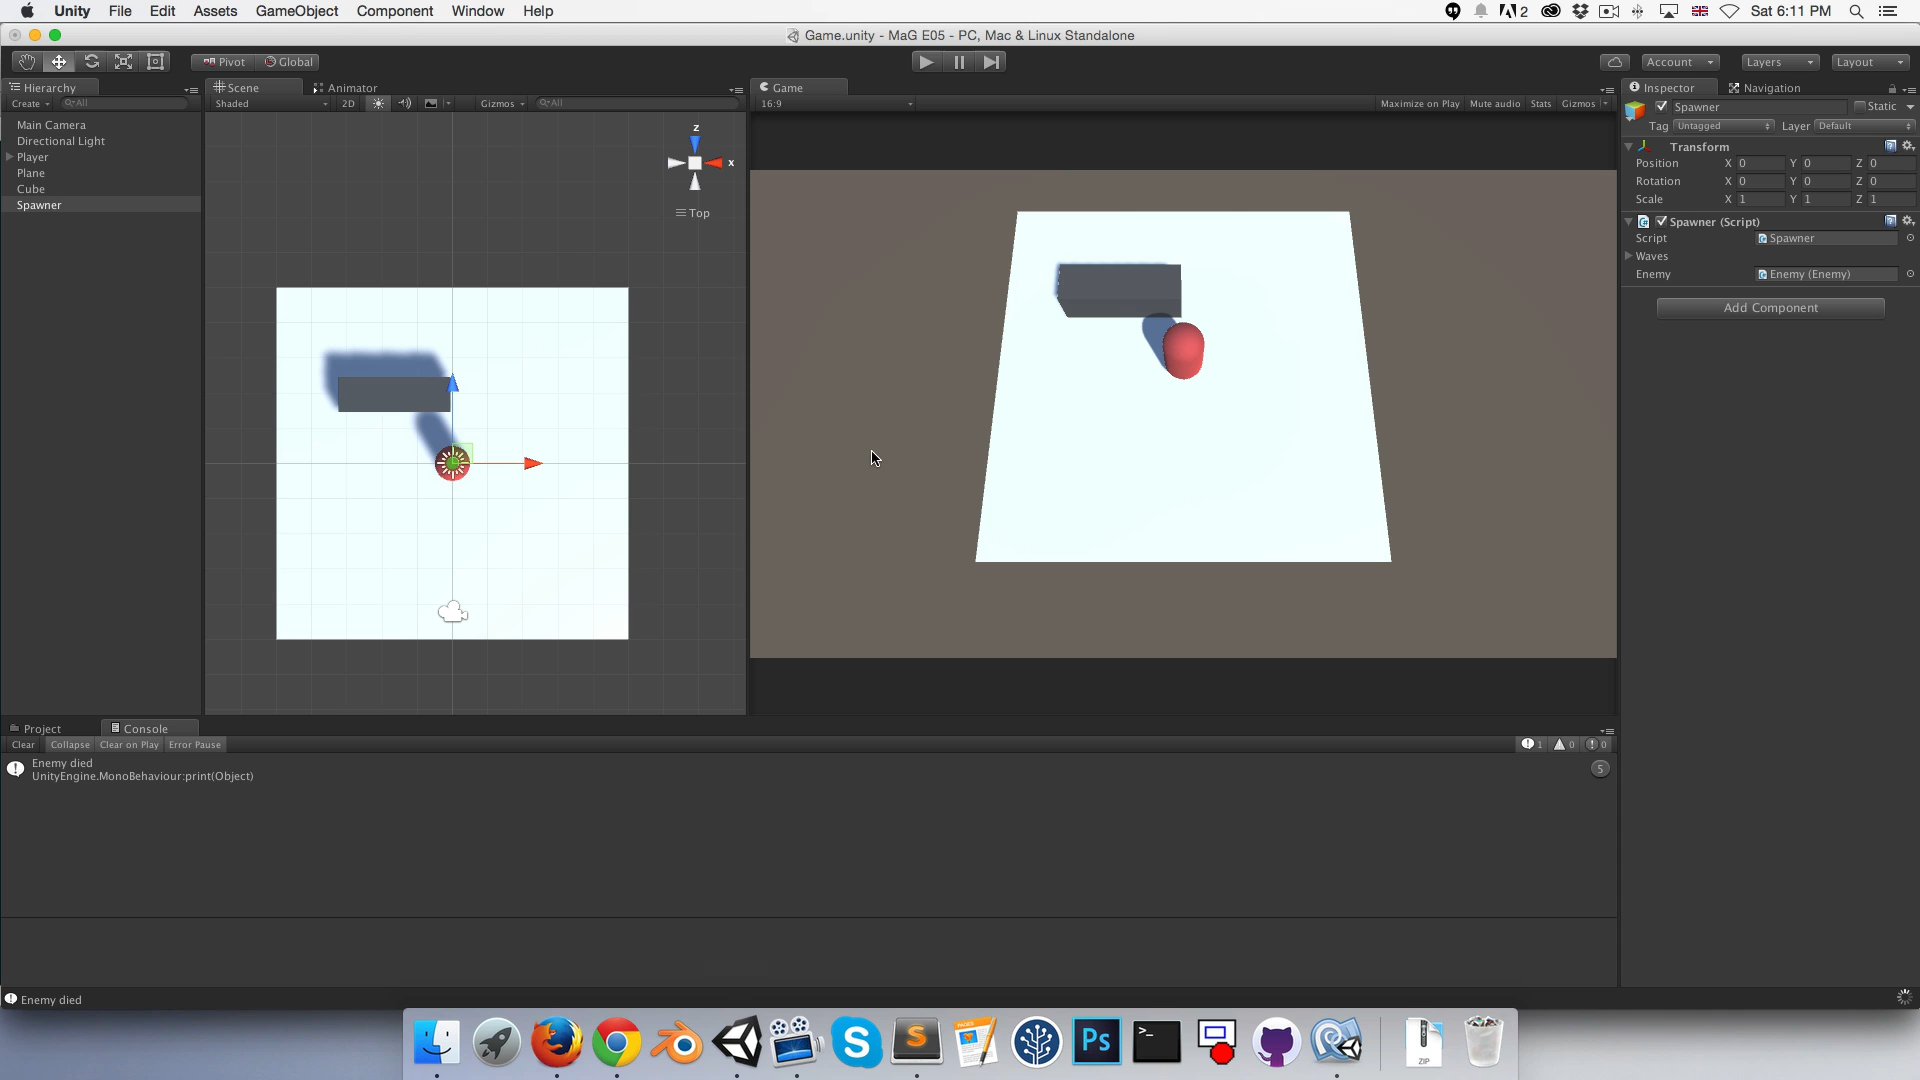 Unity File Edit Assets GameObject Component Window Help
2 Sat 6:11 PM
Game.unity - MaG E05 - PC, Mac & Linux Standalone
Pivot Global Account Layers Layout
Hierarchy Scene Animator Game Inspector Navigation
Create All Shaded 2D Gizmos All 16:9 Maximize on Play Mute audio Stats Gizmos
Spawner Static
Tag Untagged Layer Default
Main Camera
Directional Light
Player
Plane
Cube
Spawner
z
x
Top
Transform
Position X 0 Y 0 Z 0
Rotation X 0 Y 0 Z 0
Scale X 1 Y 1 Z 1
Spawner (Script)
Script Spawner
Waves
Enemy Enemy (Enemy)
Add Component
Project Console
Clear Collapse Clear on Play Error Pause 1 0 0
Enemy died
UnityEngine.MonoBehaviour:print(Object)
5
Enemy died
PAGES
S
S
Ps
>_
ZIP